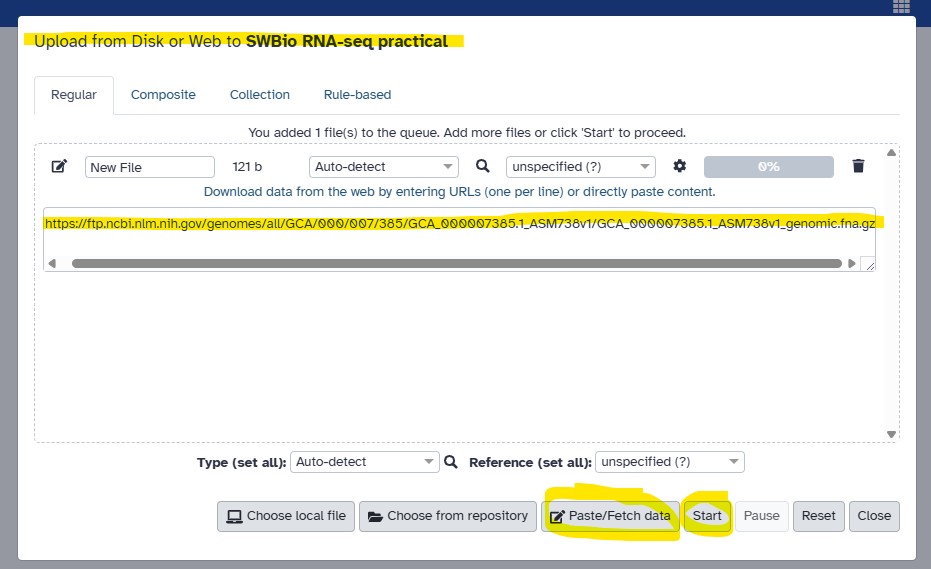 Upload from Disk or Web to SWBio RNA-seq practical
Regular Composite Collection Rule-based
You added 1 file(s) to the queue. Add more files or click 'Start' to proceed.
New File 121 b Auto-detect unspecified (?) 0%
Download data from the web by entering URLs (one per line) or directly paste content.
https://ftp.ncbi.nlm.nih.gov/genomes/all/GCA/000/007/385/GCA_000007385.1_ASM738v1/GCA_000007385.1_ASM738v1_genomic.fna.gz
Type (set all): Auto-detect Reference (set all): unspecified (?)
Choose local file Choose from repository Paste/Fetch data Start Pause Reset Close